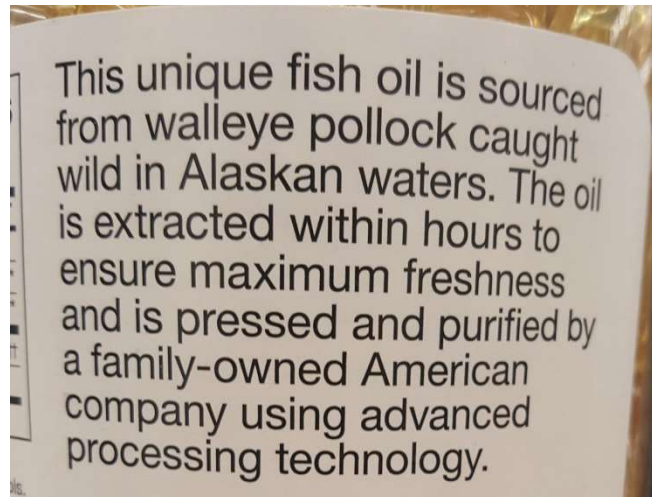 This unique fish oil is sourced
from walleye pollock caught
wild in Alaskan waters. The oil
is extracted within hours to
ensure maximum freshness
and is pressed and purified by
a family-owned American
company using advanced
processing technology.